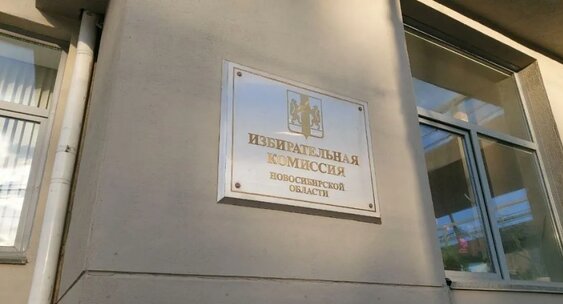 ИЗБИРАТЕЛЬНАЯ
КОМИССИЯ
НОВОСИБИРСКОЙ
ОБЛАСТИ